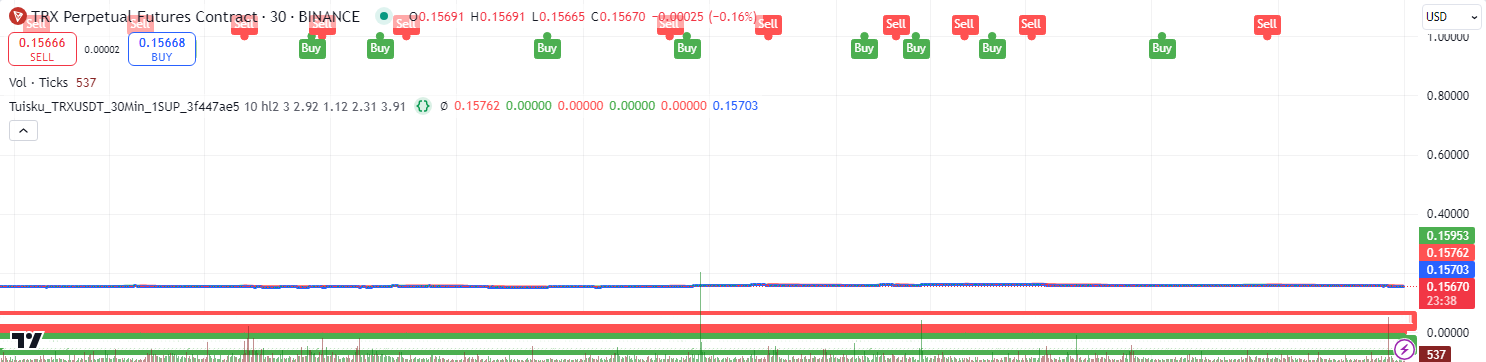 TRX Perpetual Futures Contract · 30 · BINANCE O0.15691 H0.15691 L0.15665 C0.15670 −0.00025 (−0.16%)
USD
Sell Sell Sell Sell Sell Sell Sell Sell Sell Sell Sell
0.15666 SELL 0.00002 0.15668 BUY
Buy Buy Buy Buy Buy Buy Buy Buy
1.00000
Vol · Ticks 537
0.80000
Tuisku_TRXUSDT_30Min_1SUP_3f447ae5 10 hl2 3 2.92 1.12 2.31 3.91 {} Ø 0.15762 0.00000 0.00000 0.00000 0.00000 0.15703
0.60000
0.40000
0.15953
0.15762
0.15703
0.15670
23:38
0.00000
537